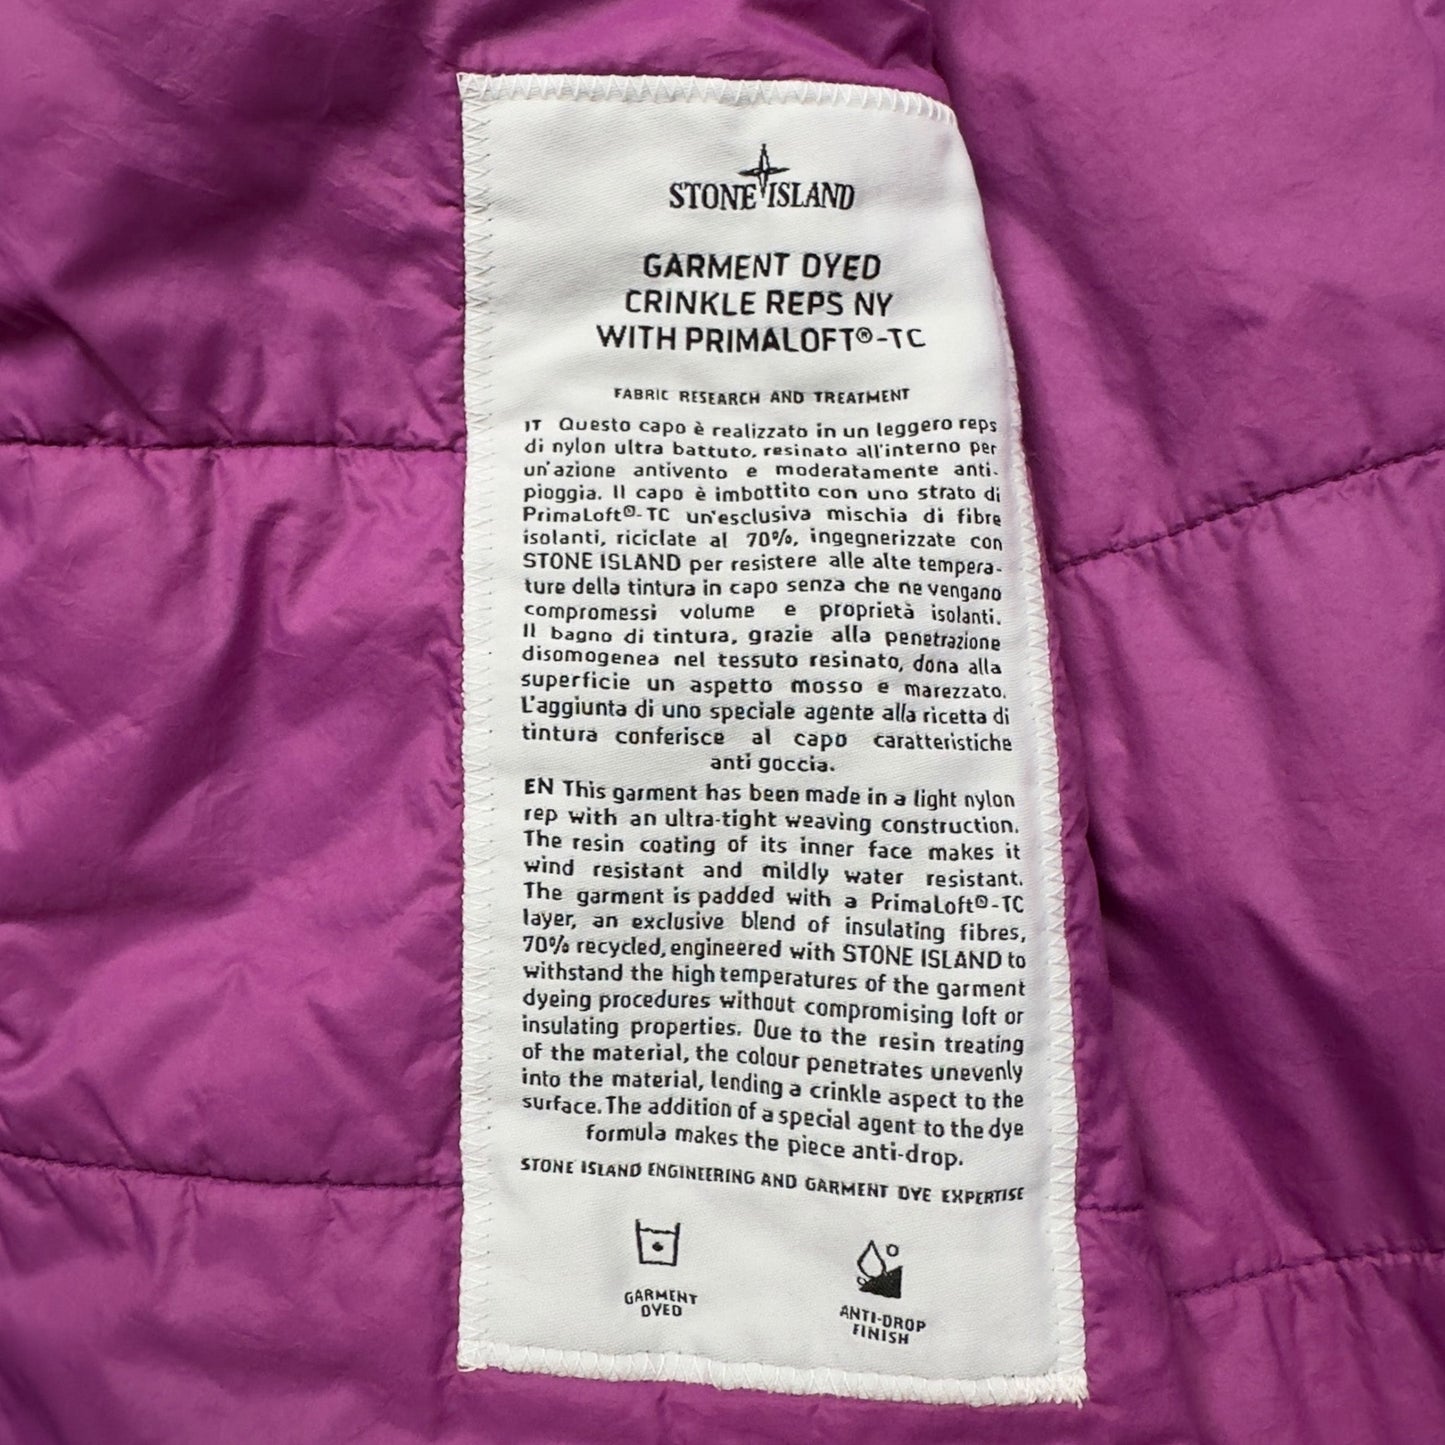 STONE ISLAND
GARMENT DYED
CRINKLE REPS NY
WITH PRIMALOFT®-TC
FABRIC RESEARCH AND TREATMENT
IT Questo capo è realizzato in un leggero reps
di nylon ultra battuto, resinato all'interno per
un'azione antivento e moderatamente anti-
pioggia. Il capo è imbottito con uno strato di
PrimaLoft®-TC un'esclusiva mischia di fibre
isolanti, riciclate al 70%, ingegnerizzate con
STONE ISLAND per resistere alle alte tempera-
ture della tintura in capo senza che ne vengano
compromessi volume e proprietà isolanti.
Il bagno di tintura, grazie alla penetrazione
disomogenea nel tessuto resinato, dona alla
superficie un aspetto mosso e marezzato.
L'aggiunta di uno speciale agente alla ricetta di
tintura conferisce al capo caratteristiche
anti goccia.
EN This garment has been made in a light nylon
rep with an ultra-tight weaving construction.
The resin coating of its inner face makes it
wind resistant and mildly water resistant.
The garment is padded with a PrimaLoft®-TC
layer, an exclusive blend of insulating fibres,
70% recycled, engineered with STONE ISLAND to
withstand the high temperatures of the garment
dyeing procedures without compromising loft or
insulating properties. Due to the resin treating
of the material, the colour penetrates unevenly
into the material, lending a crinkle aspect to the
surface. The addition of a special agent to the dye
formula makes the piece anti-drop.
STONE ISLAND ENGINEERING AND GARMENT DYE EXPERTISE
GARMENT
DYED
ANTI-DROP
FINISH